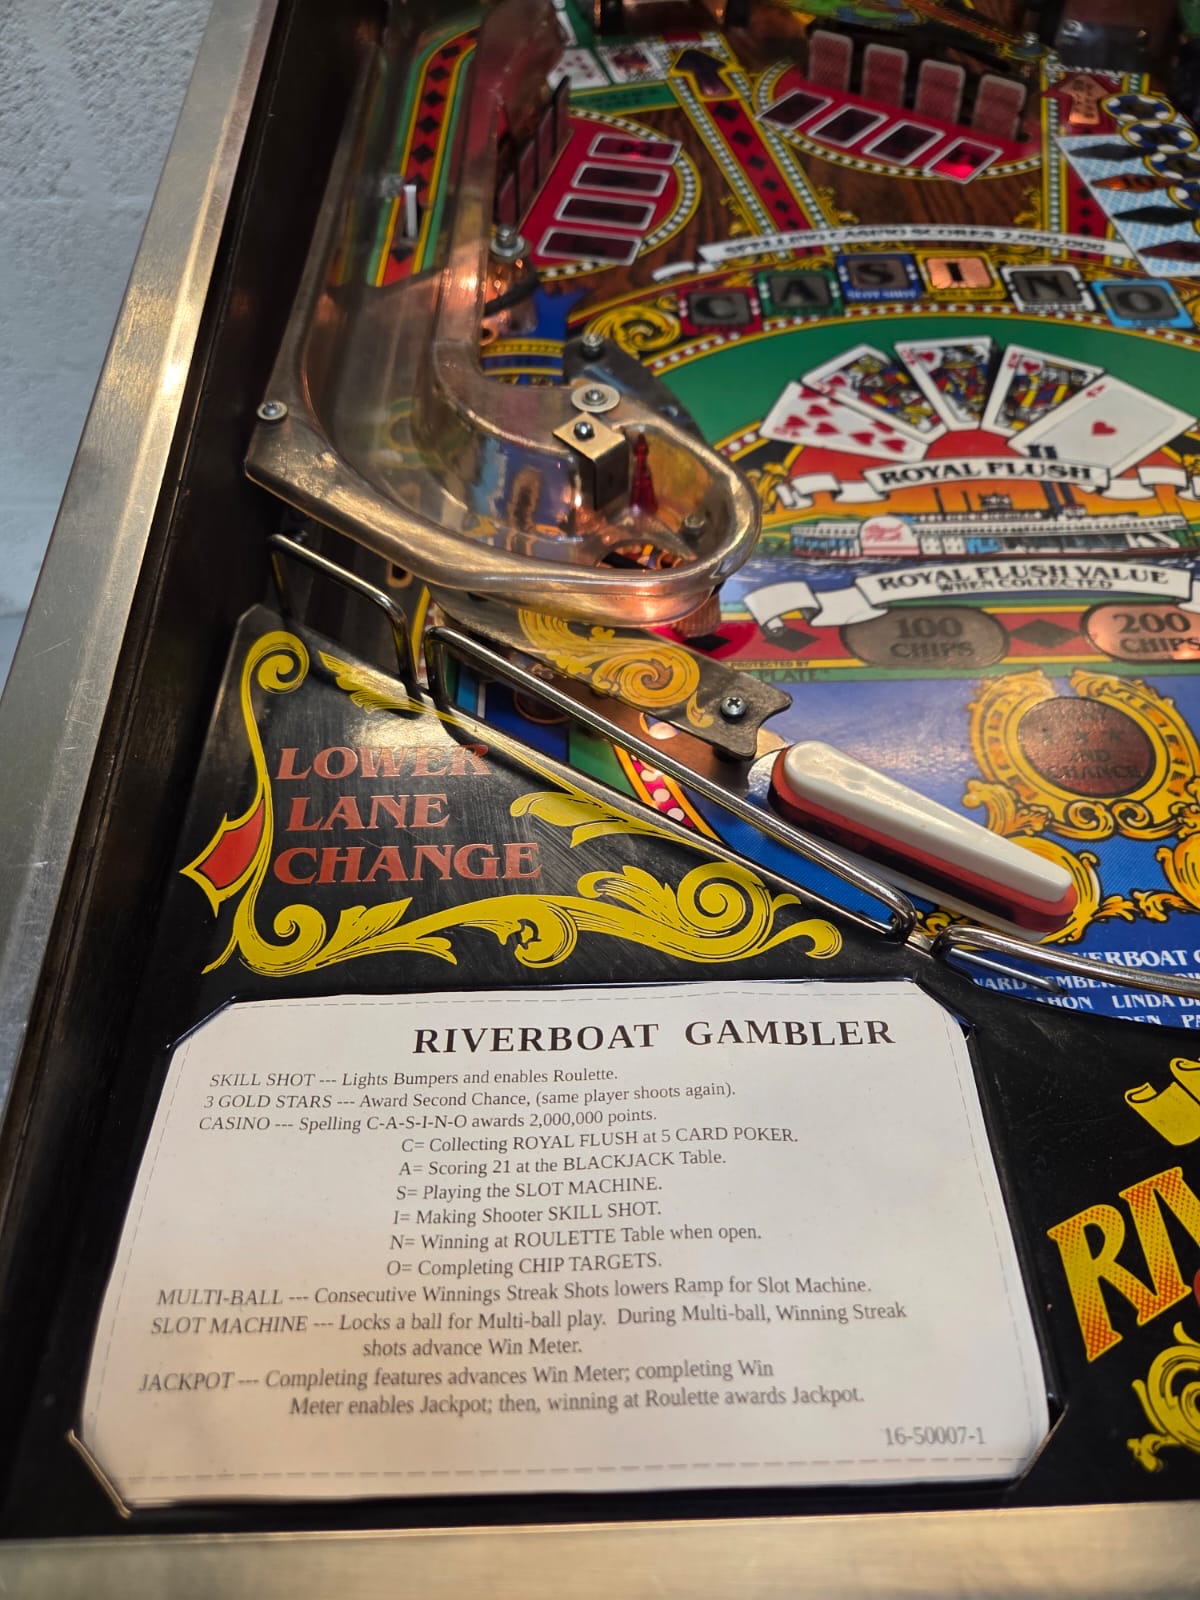 SPELLING CASINO SCORES 2,000,000
C A S I N O
ROYAL FLUSH
ROYAL FLUSH VALUE
WHEN COLLECTED
100
CHIPS
200
CHIPS
PROTECTED BY
2ND
CHANCE
LOWER
LANE
CHANGE
LINDA
RIVERBOAT GAMBLER
SKILL SHOT --- Lights Bumpers and enables Roulette.
3 GOLD STARS --- Award Second Chance, (same player shoots again).
CASINO --- Spelling C-A-S-I-N-O awards 2,000,000 points.
C= Collecting ROYAL FLUSH at 5 CARD POKER.
A= Scoring 21 at the BLACKJACK Table.
S= Playing the SLOT MACHINE.
I= Making Shooter SKILL SHOT.
N= Winning at ROULETTE Table when open.
O= Completing CHIP TARGETS.
MULTI-BALL --- Consecutive Winnings Streak Shots lowers Ramp for Slot Machine.
SLOT MACHINE --- Locks a ball for Multi-ball play. During Multi-ball, Winning Streak
shots advance Win Meter.
JACKPOT --- Completing features advances Win Meter; completing Win
Meter enables Jackpot; then, winning at Roulette awards Jackpot.
16-50007-1